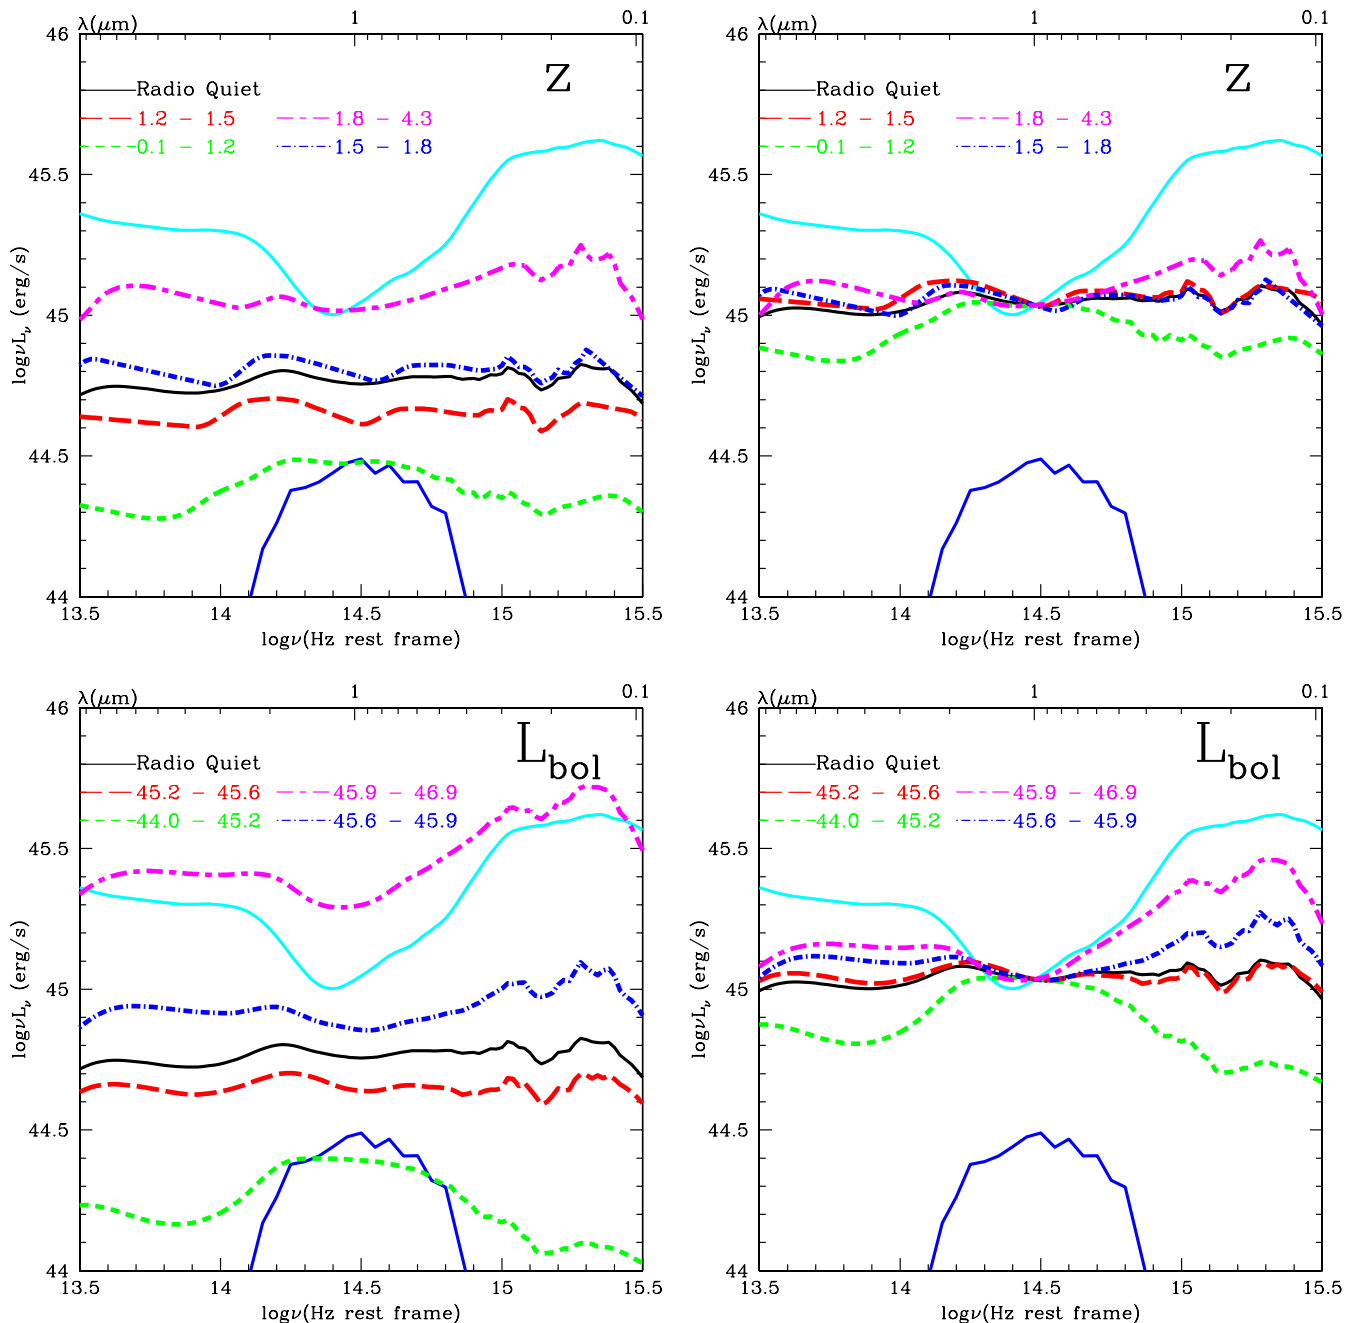 λ(μm) 1 0.1
46
z
Radio Quiet
1.2 − 1.5 1.8 − 4.3
0.1 − 1.2 1.5 − 1.8
45.5
logνLν (erg/s)
45
44.5
44
13.5 14 14.5 15 15.5
logν(Hz rest frame)
λ(μm) 1 0.1
46
z
Radio Quiet
1.2 − 1.5 1.8 − 4.3
0.1 − 1.2 1.5 − 1.8
45.5
logνLν (erg/s)
45
44.5
44
13.5 14 14.5 15 15.5
logν(Hz rest frame)
λ(μm) 1 0.1
46
Lbol
Radio Quiet
45.2 − 45.6 45.9 − 46.9
44.0 − 45.2 45.6 − 45.9
45.5
logνLν (erg/s)
45
44.5
44
13.5 14 14.5 15 15.5
logν(Hz rest frame)
λ(μm) 1 0.1
46
Lbol
Radio Quiet
45.2 − 45.6 45.9 − 46.9
44.0 − 45.2 45.6 − 45.9
45.5
logνLν (erg/s)
45
44.5
44
13.5 14 14.5 15 15.5
logν(Hz rest frame)